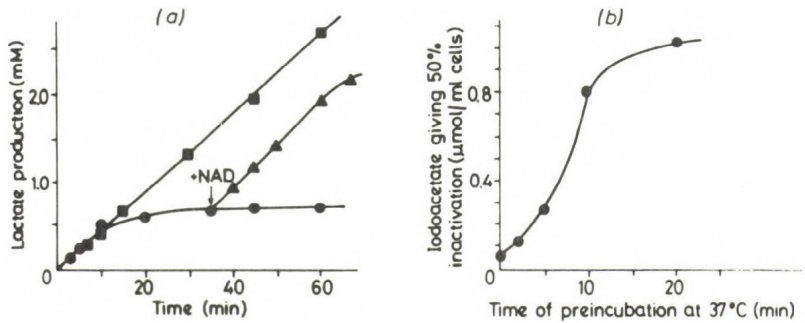 (a)
Lactate production (mM)
2.0
1.0
0
+NAD
20
40
60
Time (min)
(b)
Iodoacetate giving 50%
inactivation (μmol/ml cells)
0.8
0.4
0
0
10
20
Time of preincubation at 37°C (min)